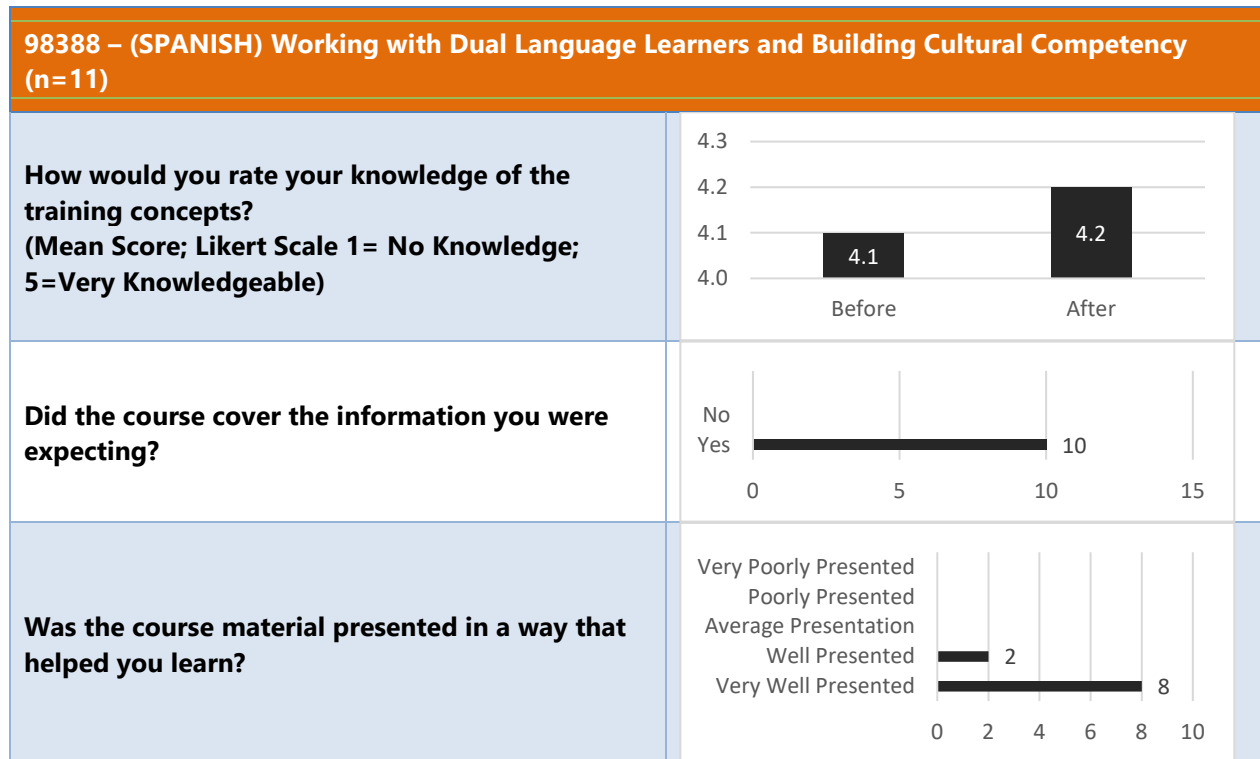 98388 – (SPANISH) Working with Dual Language Learners and Building Cultural Competency
(n=11)
How would you rate your knowledge of the
training concepts?
(Mean Score; Likert Scale 1= No Knowledge;
5=Very Knowledgeable)
4.3
4.2
4.1
4.0
4.1
4.2
Before After
Did the course cover the information you were
expecting?
No
Yes
10
0 5 10 15
Was the course material presented in a way that
helped you learn?
Very Poorly Presented
Poorly Presented
Average Presentation
Well Presented 2
Very Well Presented 8
0 2 4 6 8 10